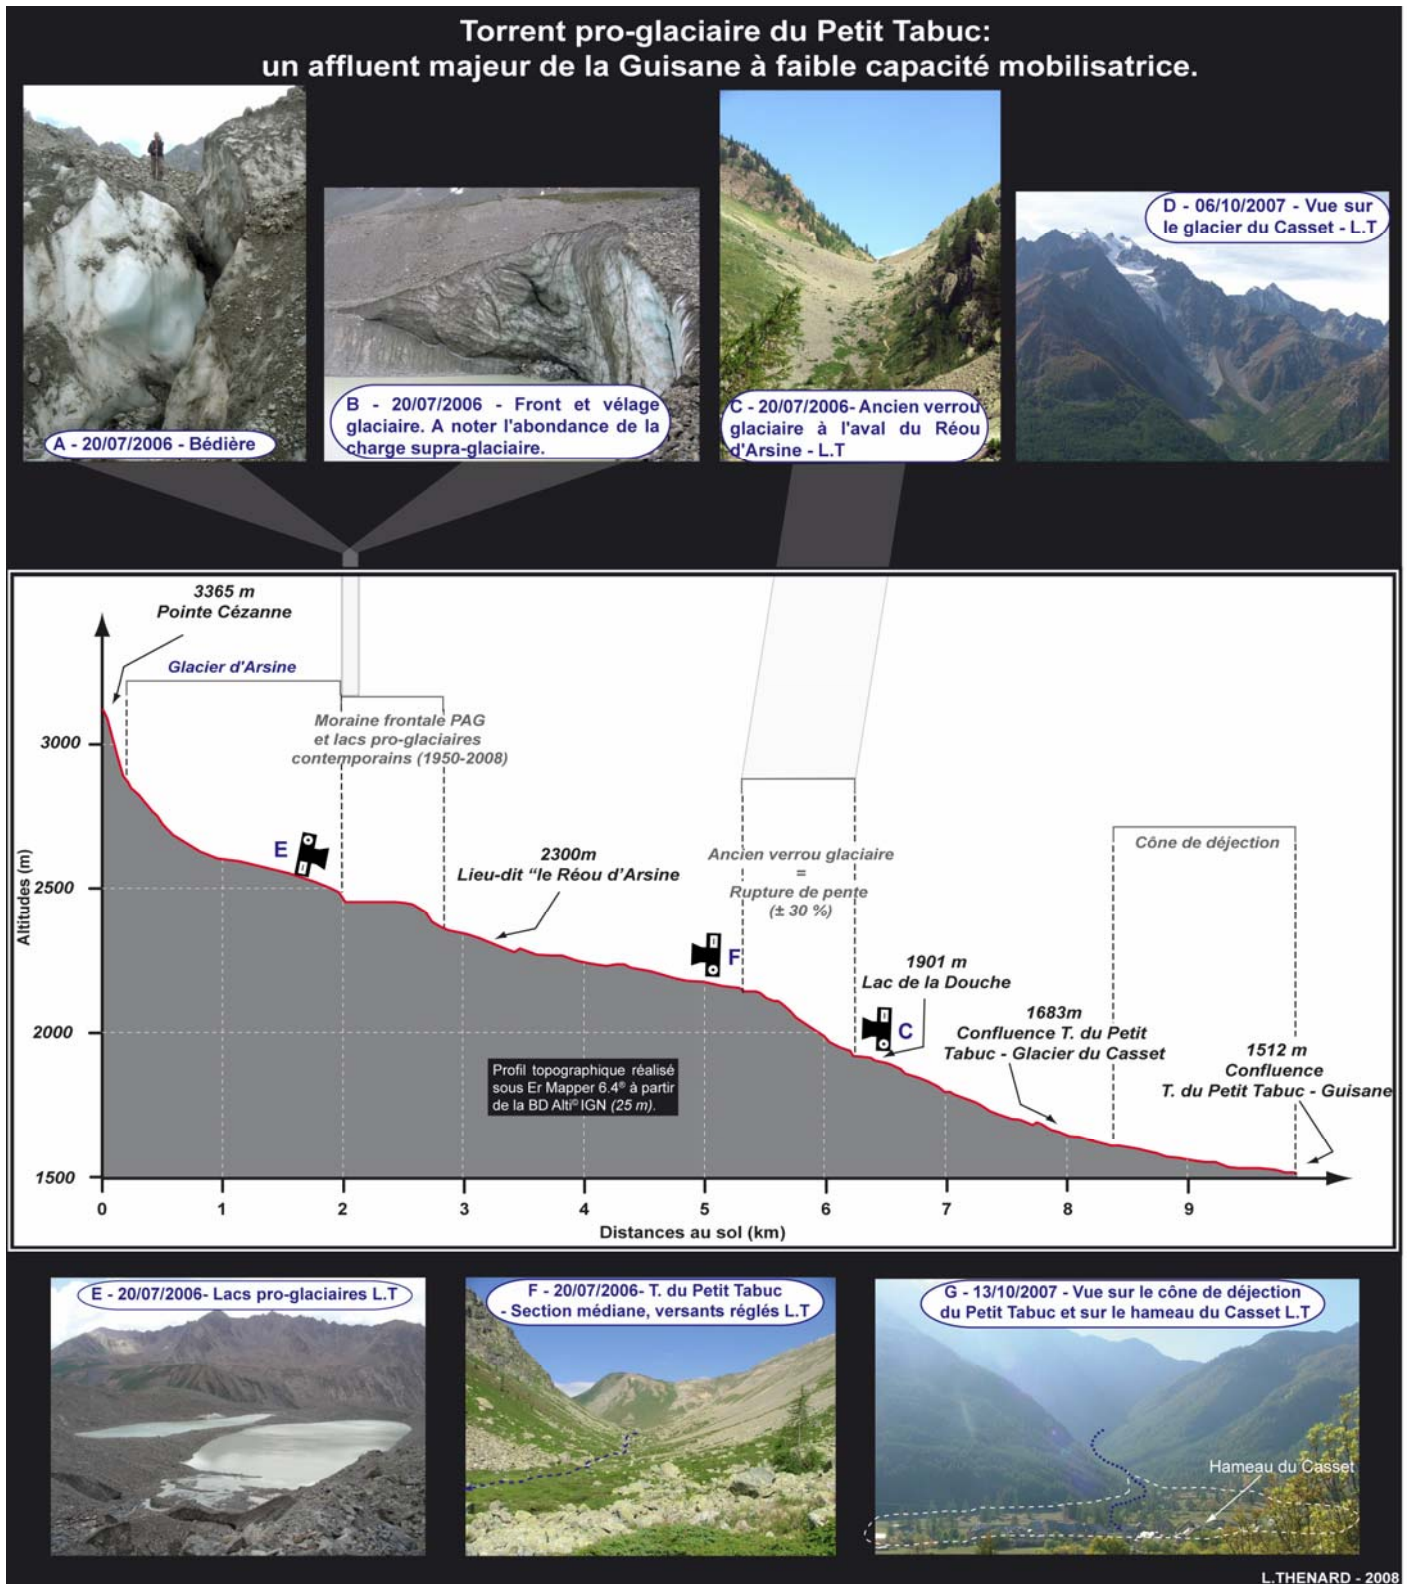 Torrent pro-glaciaire du Petit Tabuc:
un affluent majeur de la Guisane à faible capacité mobilisatrice.
A - 20/07/2006 - Bédière
B - 20/07/2006 - Front et vélage
glaciaire. A noter l'abondance de la
charge supra-glaciaire.
C - 20/07/2006- Ancien verrou
glaciaire à l'aval du Réou
d'Arsine - L.T
D - 06/10/2007 - Vue sur
le glacier du Casset - L.T
3365 m
Pointe Cézanne
Glacier d'Arsine
Moraine frontale PAG
et lacs pro-glaciaires
contemporains (1950-2008)
E
2300m
Lieu-dit “le Réou d’Arsine
F
Ancien verrou glaciaire
=
Rupture de pente
(± 30 %)
1901 m
Lac de la Douche
C
1683m
Confluence T. du Petit
Tabuc - Glacier du Casset
Cône de déjection
1512 m
Confluence
T. du Petit Tabuc - Guisane
Profil topographique réalisé
sous Er Mapper 6.4® à partir
de la BD Alti© IGN (25 m).
Altitudes (m)
3000
2500
2000
1500
0 1 2 3 4 5 6 7 8 9
Distances au sol (km)
E - 20/07/2006- Lacs pro-glaciaires L.T
F - 20/07/2006- T. du Petit Tabuc
- Section médiane, versants réglés L.T
G - 13/10/2007 - Vue sur le cône de déjection
du Petit Tabuc et sur le hameau du Casset L.T
Hameau du Casset
L.THENARD - 2008